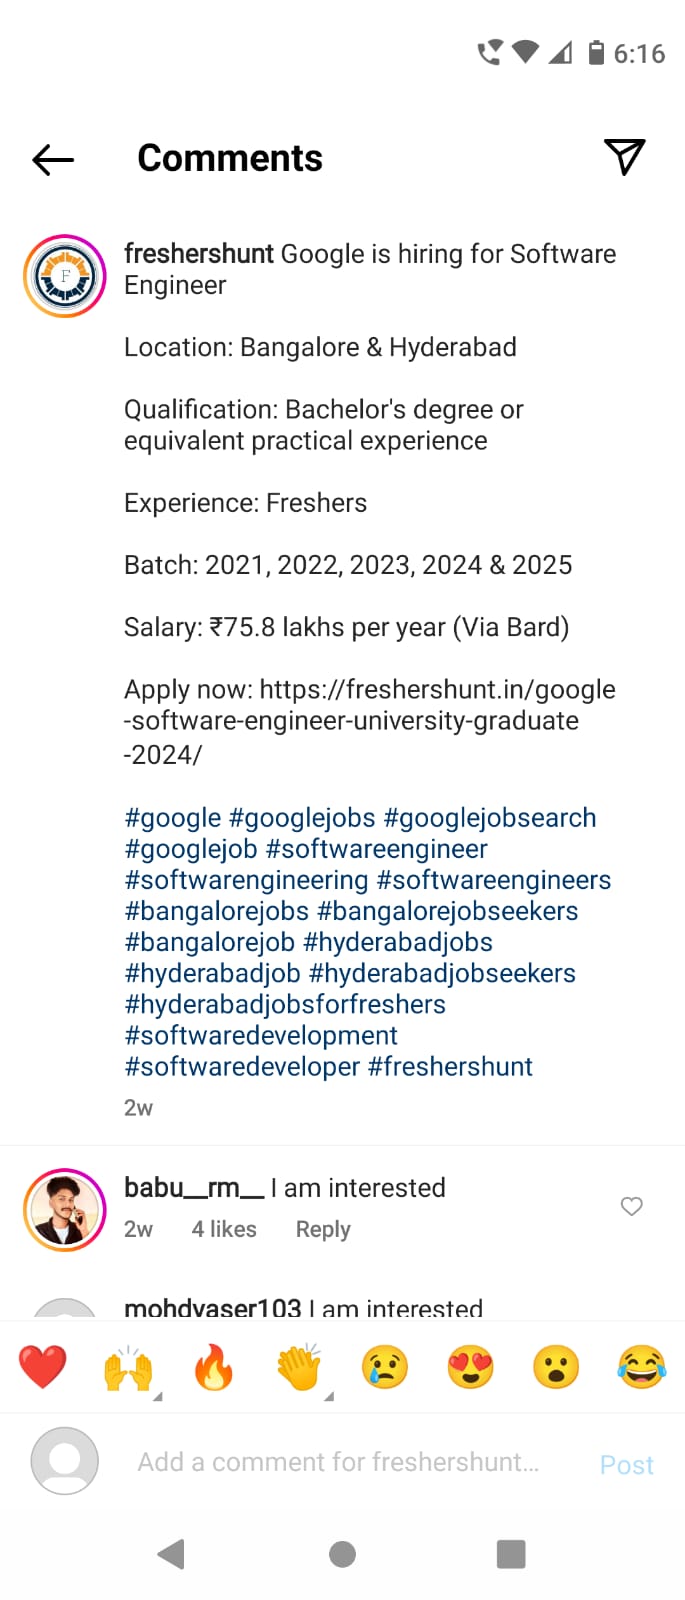 6:16
Comments
freshershunt Google is hiring for Software
Engineer
Location: Bangalore & Hyderabad
Qualification: Bachelor's degree or
equivalent practical experience
Experience: Freshers
Batch: 2021, 2022, 2023, 2024 & 2025
Salary: ₹75.8 lakhs per year (Via Bard)
Apply now: https://freshershunt.in/google
-software-engineer-university-graduate
-2024/
#google #googlejobs #googlejobsearch
#googlejob #softwareengineer
#softwarengineering #softwareengineers
#bangalorejobs #bangalorejobseekers
#bangalorejob #hyderabadjobs
#hyderabadjob #hyderabadjobseekers
#hyderabadjobsforfreshers
#softwaredevelopment
#softwaredeveloper #freshershunt
2w
babu__rm__ I am interested
2w 4 likes Reply
mohdyaser103 I am interested
Add a comment for freshershunt... Post